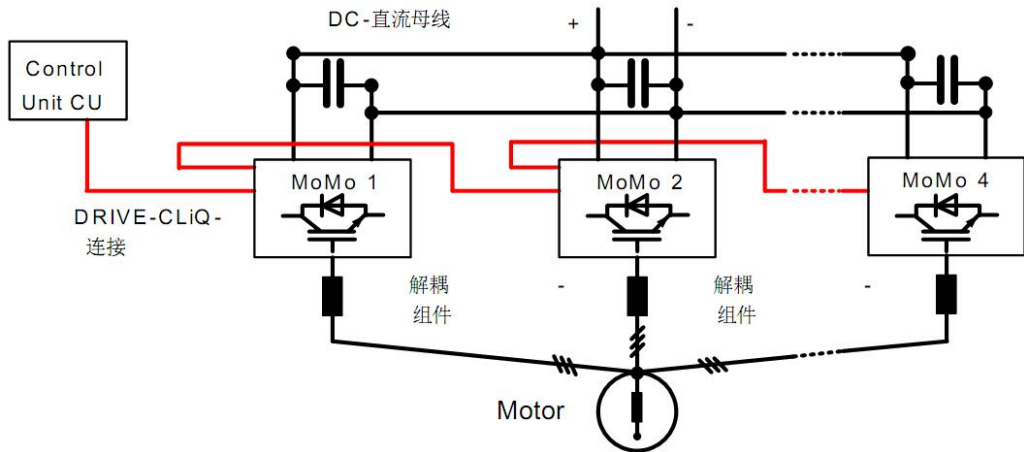 DC-直流母线
+
-
Control
Unit CU
MoMo 1
MoMo 2
MoMo 4
DRIVE-CLiQ-
连接
解耦
组件
-
解耦
组件
-
Motor